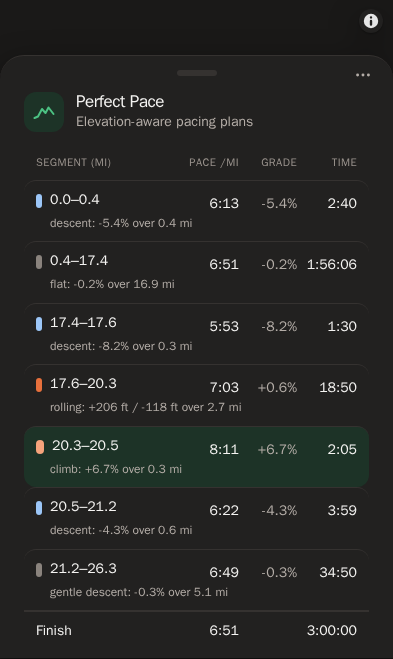 Perfect Pace
Elevation-aware pacing plans
SEGMENT (MI) PACE /MI GRADE TIME
0.0–0.4 6:13 -5.4% 2:40
descent: -5.4% over 0.4 mi
0.4–17.4 6:51 -0.2% 1:56:06
flat: -0.2% over 16.9 mi
17.4–17.6 5:53 -8.2% 1:30
descent: -8.2% over 0.3 mi
17.6–20.3 7:03 +0.6% 18:50
rolling: +206 ft / -118 ft over 2.7 mi
20.3–20.5 8:11 +6.7% 2:05
climb: +6.7% over 0.3 mi
20.5–21.2 6:22 -4.3% 3:59
descent: -4.3% over 0.6 mi
21.2–26.3 6:49 -0.3% 34:50
gentle descent: -0.3% over 5.1 mi
Finish 6:51 3:00:00